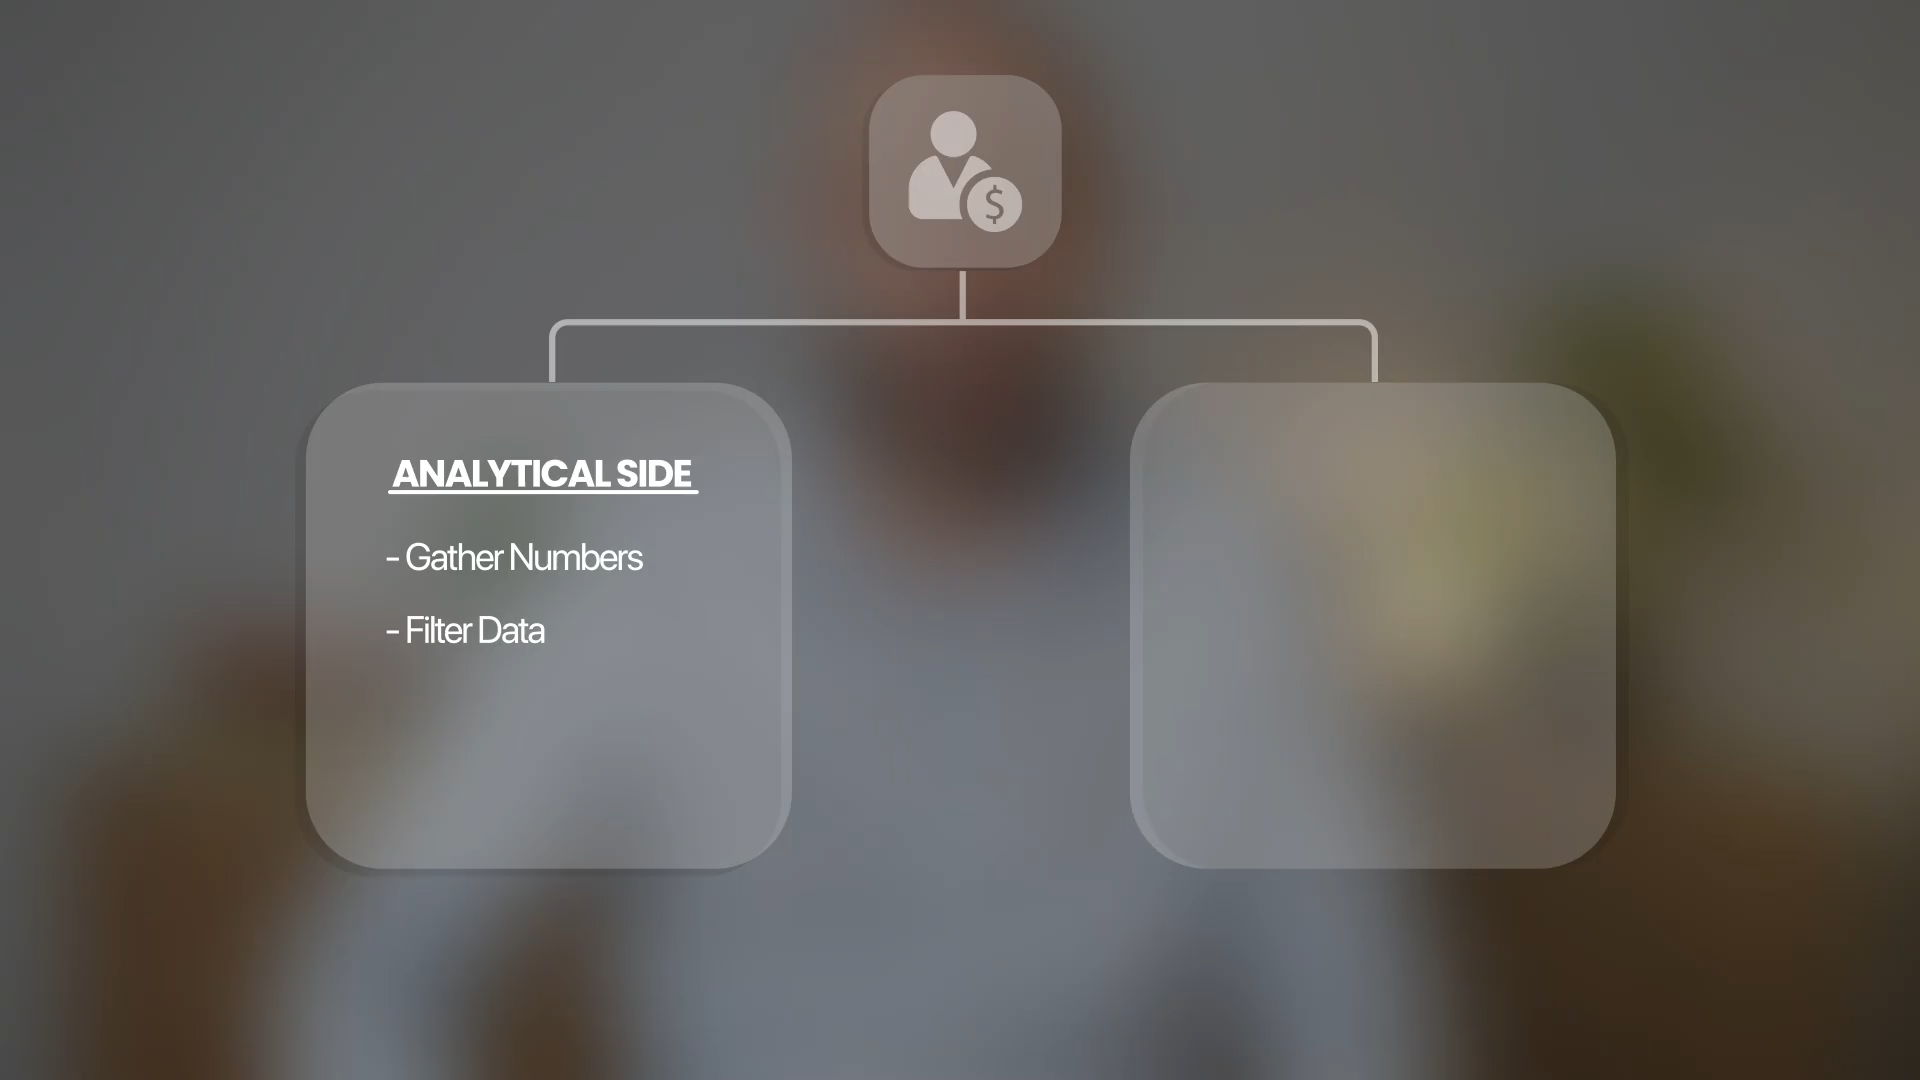 $
ANALYTICAL SIDE
- Gather Numbers
- Filter Data